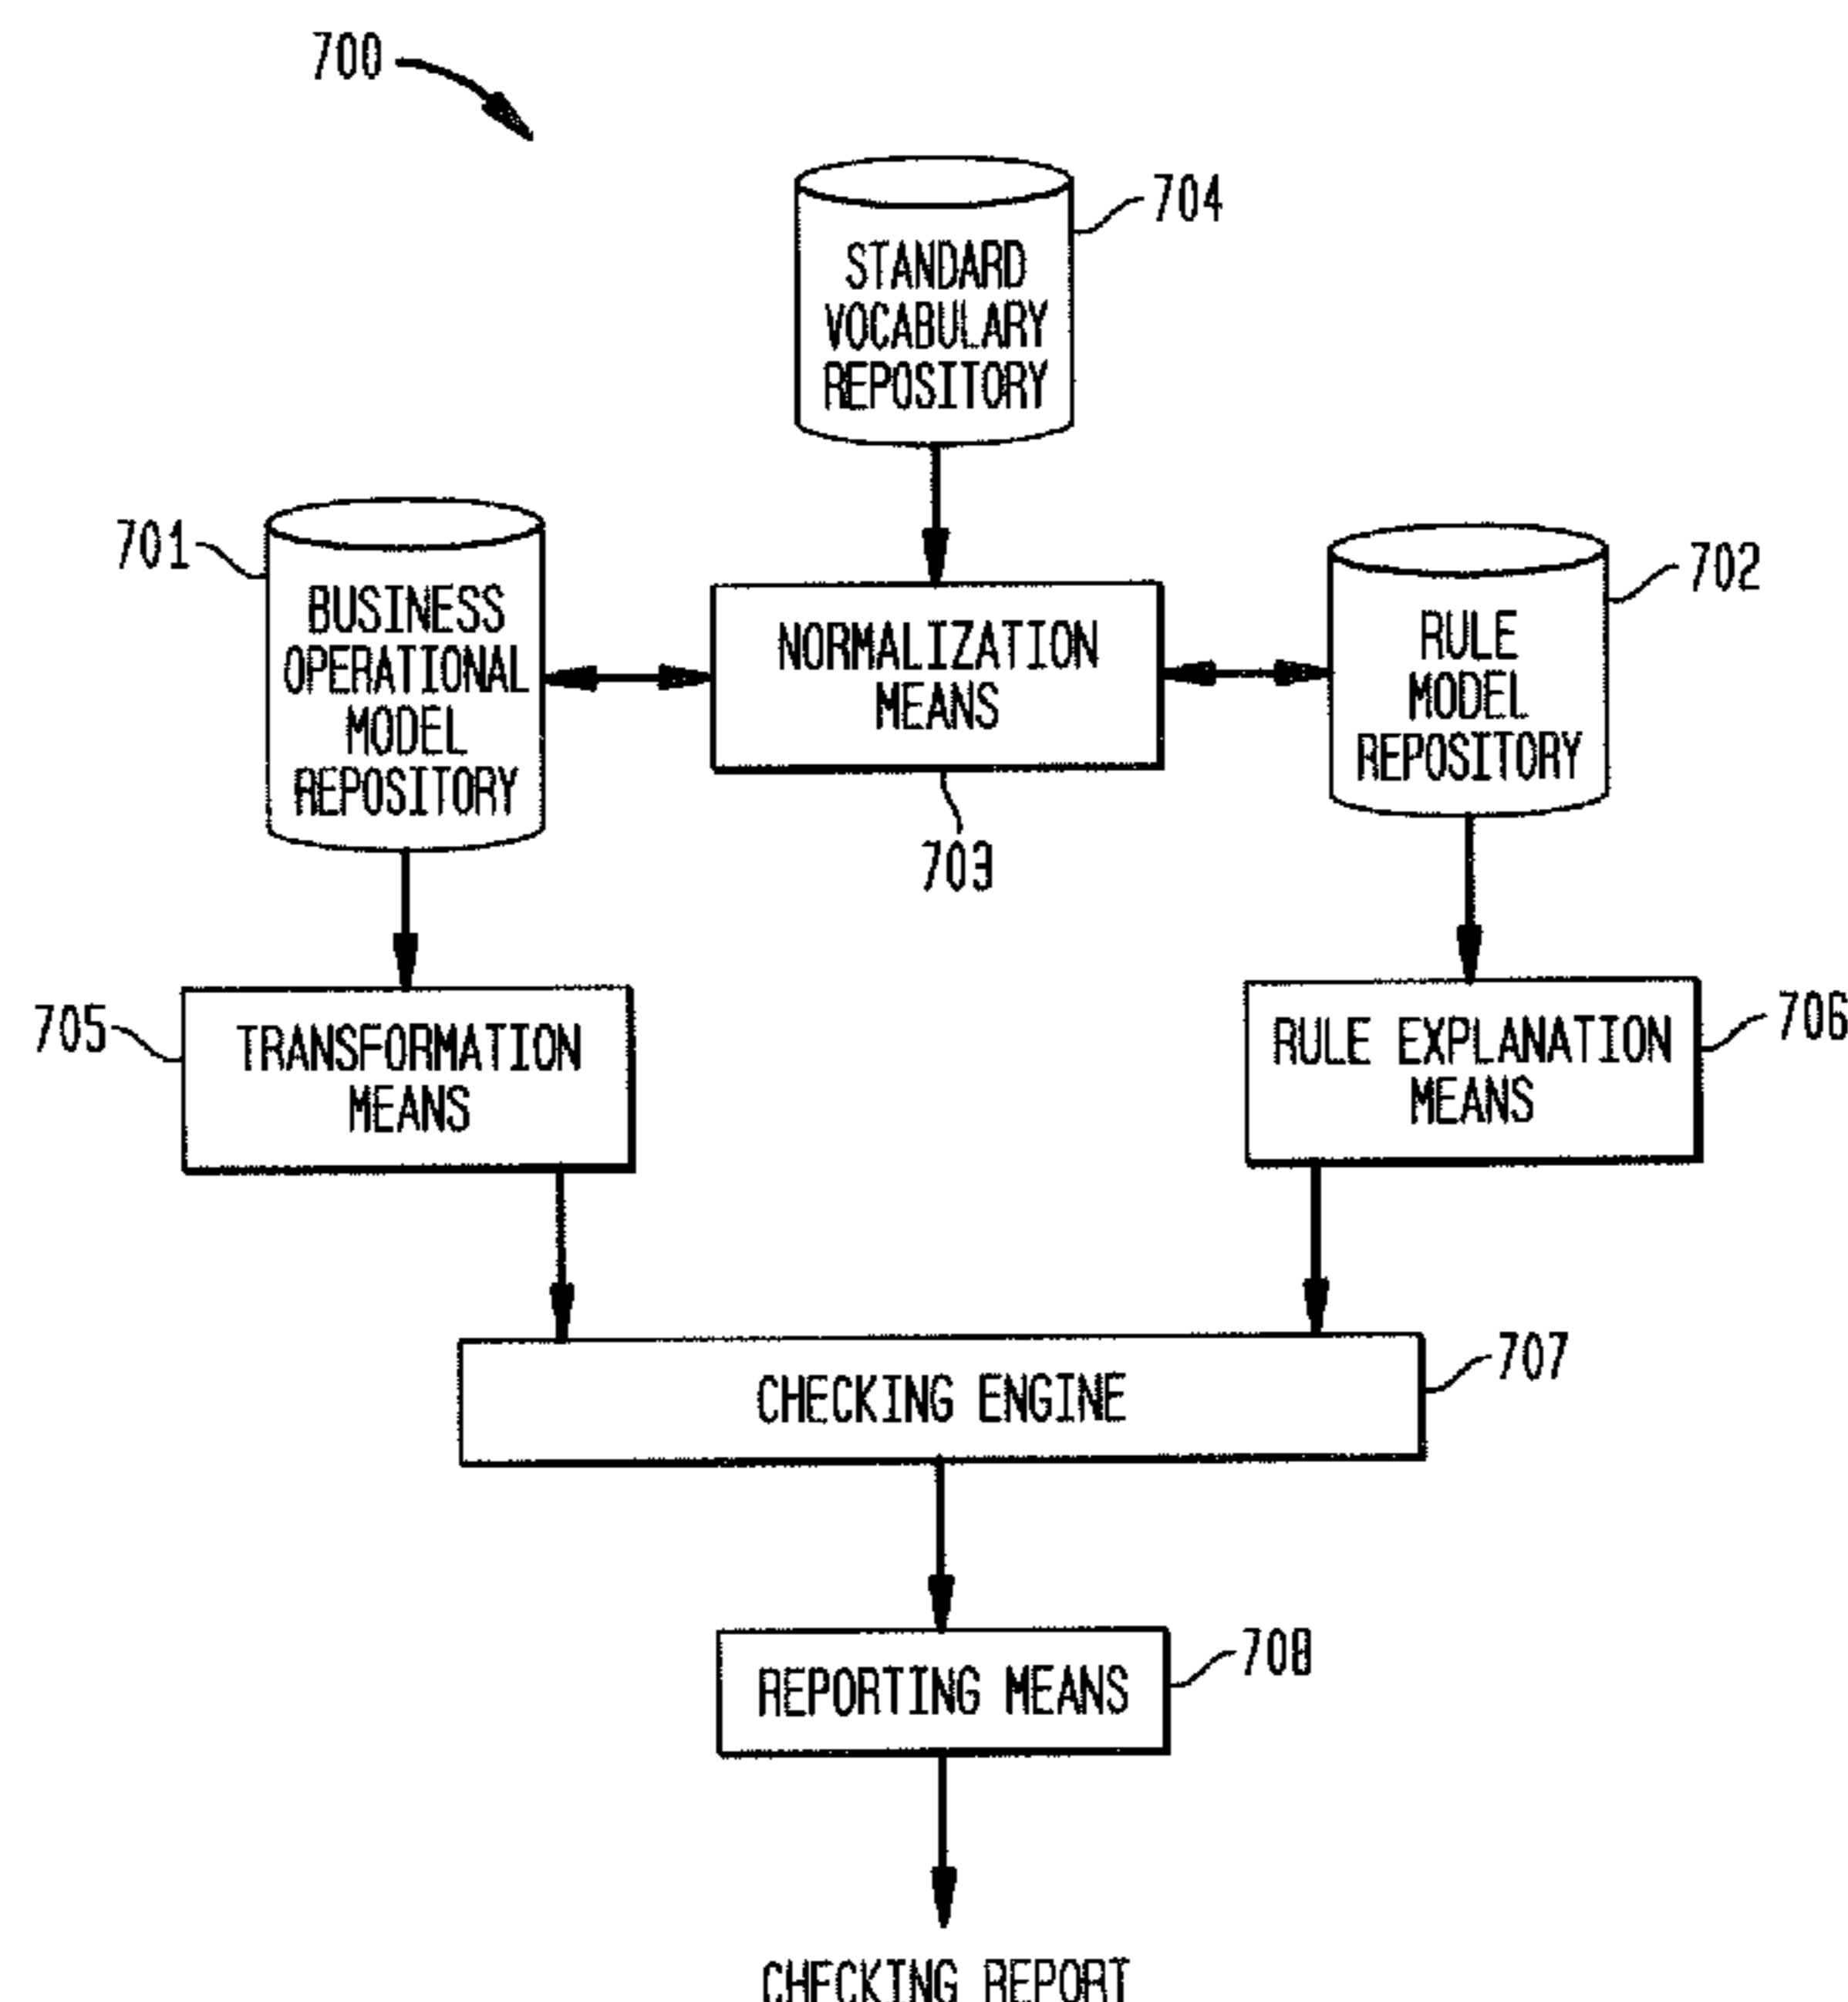 700
704
STANDARD
VOCABULARY
REPOSITORY
701
BUSINESS
OPERATIONAL
MODEL
REPOSITORY
NORMALIZATION
MEANS
703
702
RULE
MODEL
REPOSITORY
705
TRANSFORMATION
MEANS
706
RULE EXPLANATION
MEANS
707
CHECKING ENGINE
708
REPORTING MEANS
CHECKING REPORT